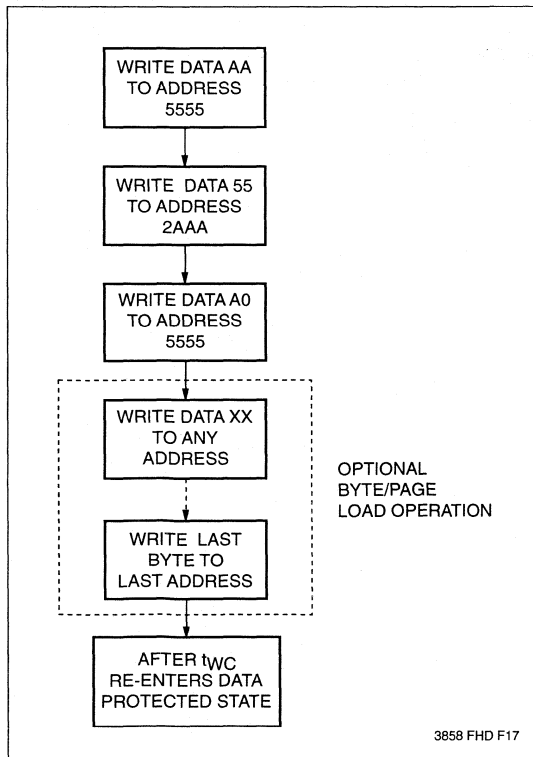 WRITE DATA AA
TO ADDRESS
5555
WRITE DATA 55
TO ADDRESS
2AAA
WRITE DATA A0
TO ADDRESS
5555
WRITE DATA XX
TO ANY
ADDRESS
OPTIONAL
BYTE/PAGE
LOAD OPERATION
WRITE LAST
BYTE TO
LAST ADDRESS
AFTER tWC
RE-ENTERS DATA
PROTECTED STATE
3858 FHD F17